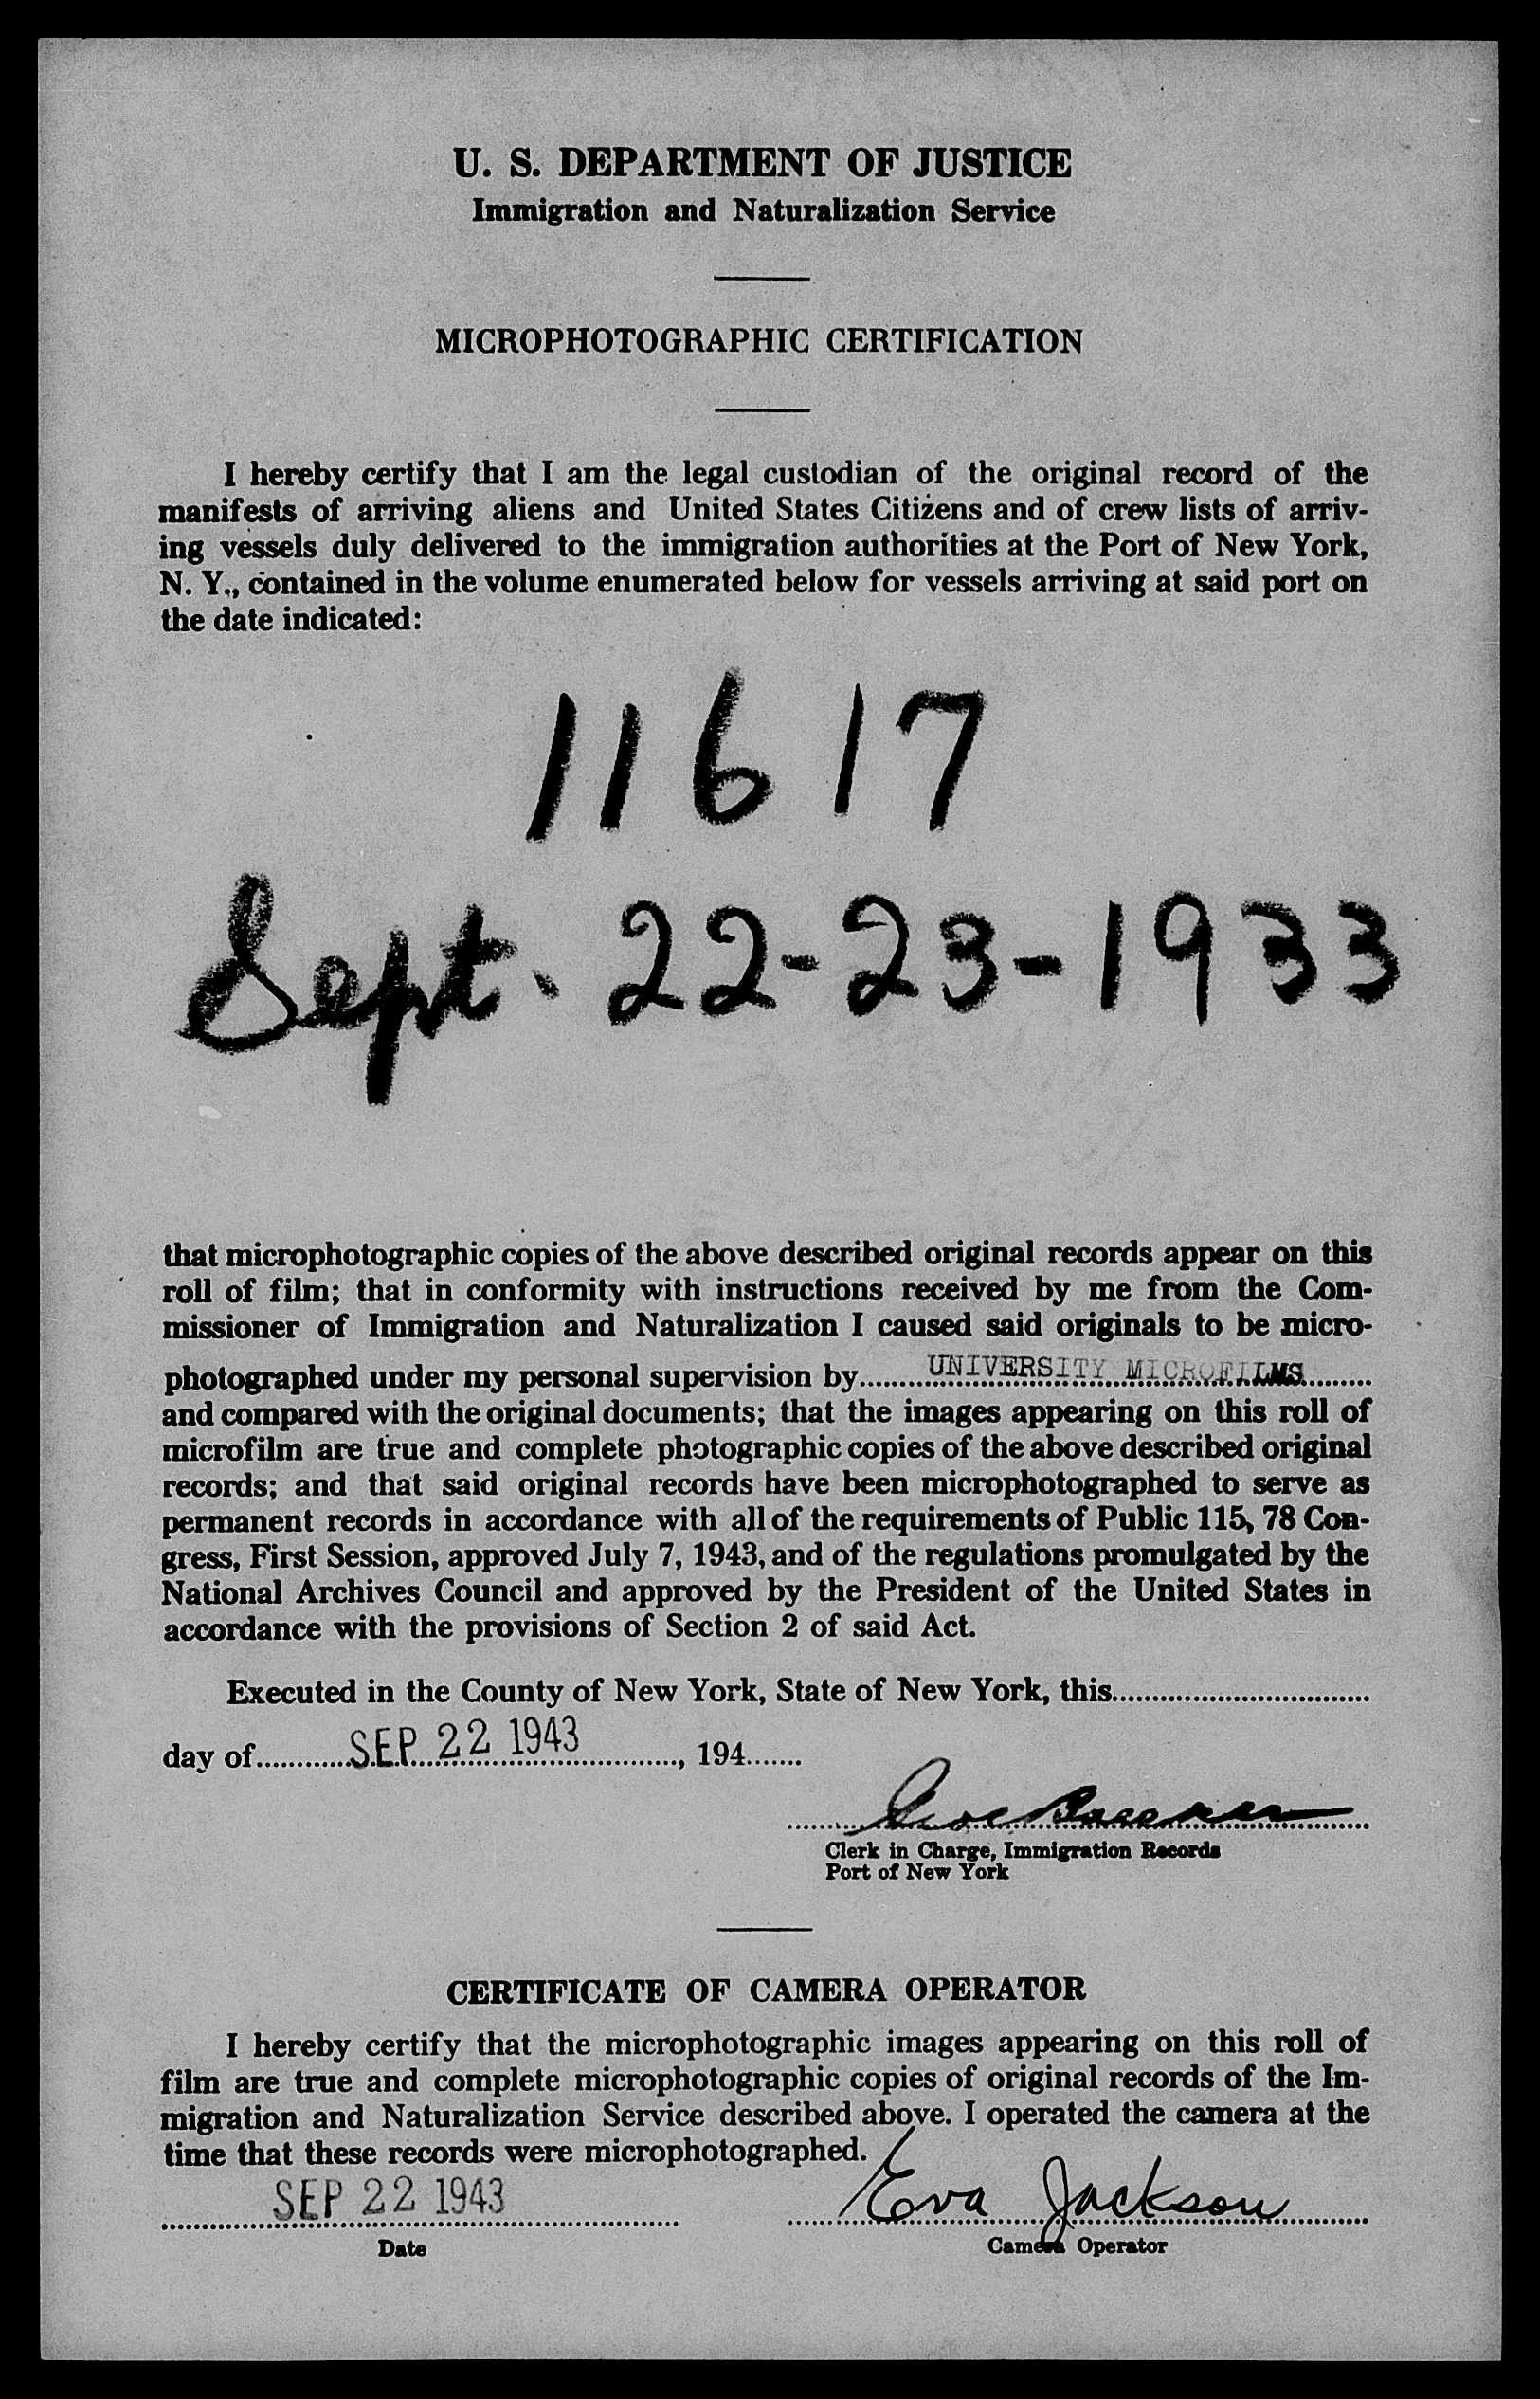 U. S. DEPARTMENT OF JUSTICE
Immigration and Naturalization Service
MICROPHOTOGRAPHIC CERTIFICATION
I hereby certify that I am the legal custodian of the original record of the
manifests of arriving aliens and United States Citizens and of crew lists of arriv-
ing vessels duly delivered to the immigration authorities at the Port of New York,
N. Y., contained in the volume enumerated below for vessels arriving at said port on
the date indicated:
11617
Sept. 22-23-1933
that microphotographic copies of the above described original records appear on this
roll of film; that in conformity with instructions received by me from the Com-
missioner of Immigration and Naturalization I caused said originals to be micro-
photographed under my personal supervision by UNIVERSITY MICROFILMS
and compared with the original documents; that the images appearing on this roll of
microfilm are true and complete photographic copies of the above described original
records; and that said original records have been microphotographed to serve as
permanent records in accordance with all of the requirements of Public 115, 78 Con-
gress, First Session, approved July 7, 1943, and of the regulations promulgated by the
National Archives Council and approved by the President of the United States in
accordance with the provisions of Section 2 of said Act.
Executed in the County of New York, State of New York, this
day of SEP 22 1943, 194
Clerk in Charge, Immigration Records
Port of New York
CERTIFICATE OF CAMERA OPERATOR
I hereby certify that the microphotographic images appearing on this roll of
film are true and complete microphotographic copies of original records of the Im-
migration and Naturalization Service described above. I operated the camera at the
time that these records were microphotographed.
SEP 22 1943 Eva Jackson
Date Camera Operator